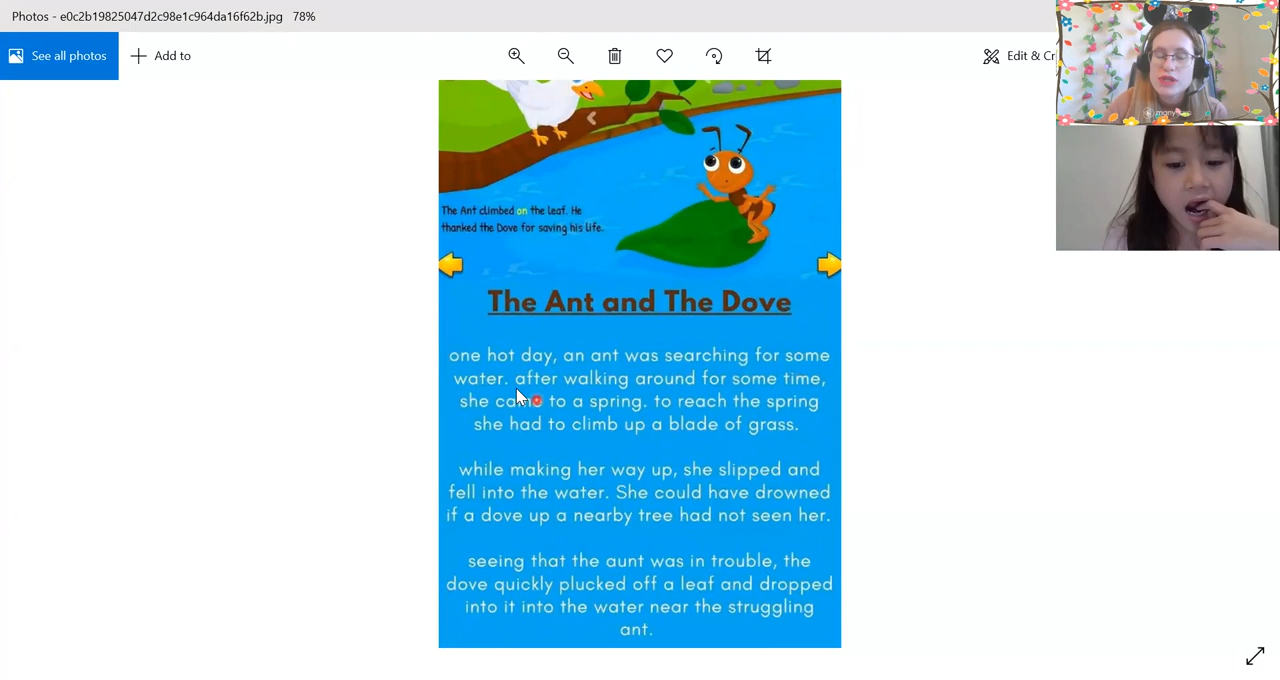 Photos - e0c2b19825047d2c98e1c964da16f62b.jpg 78%
See all photos
Add to
Edit & Cr
many
The Ant climbed on the leaf. He
thanked the Dove for saving his life.
The Ant and The Dove
one hot day, an ant was searching for some
water. after walking around for some time,
she came to a spring. to reach the spring
she had to climb up a blade of grass.
while making her way up, she slipped and
fell into the water. She could have drowned
if a dove up a nearby tree had not seen her.
seeing that the aunt was in trouble, the
dove quickly plucked off a leaf and dropped
into it into the water near the struggling
ant.